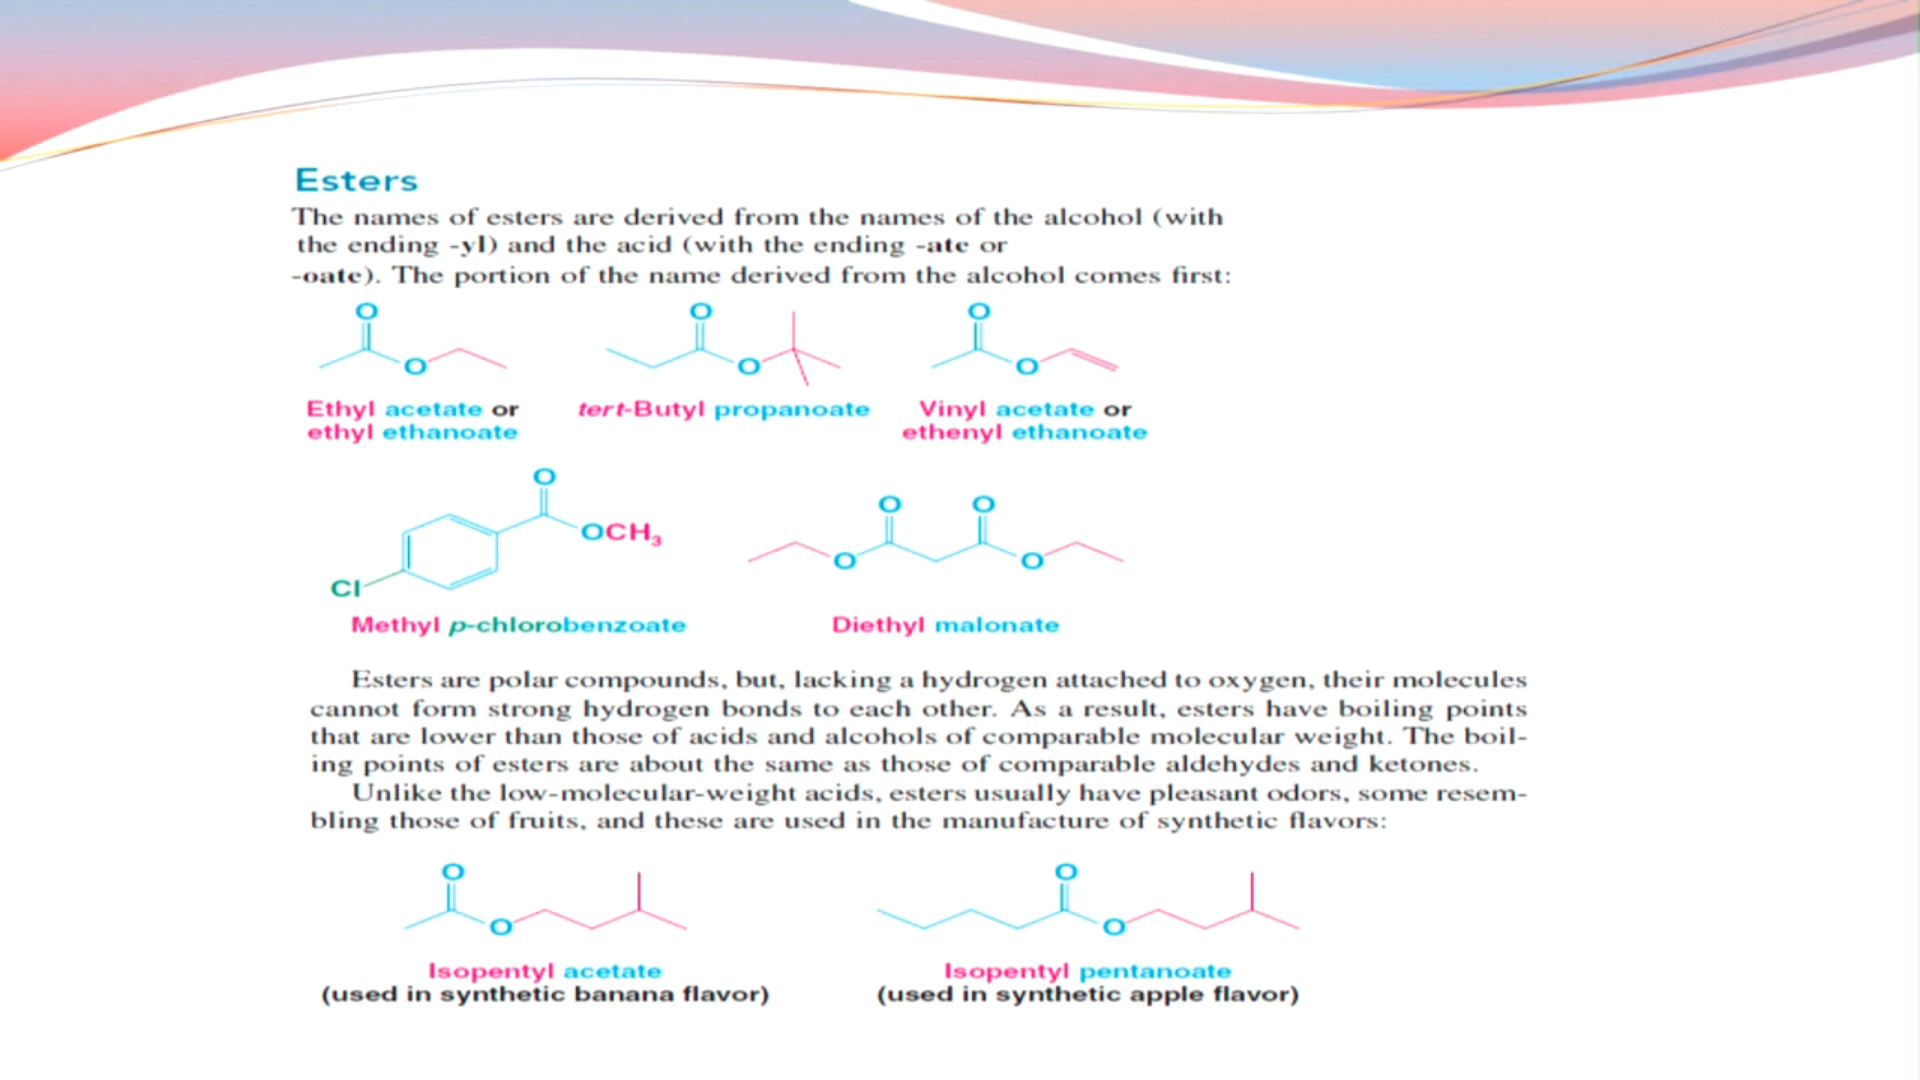 Esters
The names of esters are derived from the names of the alcohol (with
the ending -yl) and the acid (with the ending -ate or
-oate). The portion of the name derived from the alcohol comes first:
O O O
O O O
Ethyl acetate or tert-Butyl propanoate Vinyl acetate or
ethyl ethanoate ethenyl ethanoate
O O O
OCH3
O O
Cl
Methyl p-chlorobenzoate Diethyl malonate
Esters are polar compounds, but, lacking a hydrogen attached to oxygen, their molecules
cannot form strong hydrogen bonds to each other. As a result, esters have boiling points
that are lower than those of acids and alcohols of comparable molecular weight. The boil-
ing points of esters are about the same as those of comparable aldehydes and ketones.
Unlike the low-molecular-weight acids, esters usually have pleasant odors, some resem-
bling those of fruits, and these are used in the manufacture of synthetic flavors:
O O
O O
Isopentyl acetate Isopentyl pentanoate
(used in synthetic banana flavor) (used in synthetic apple flavor)